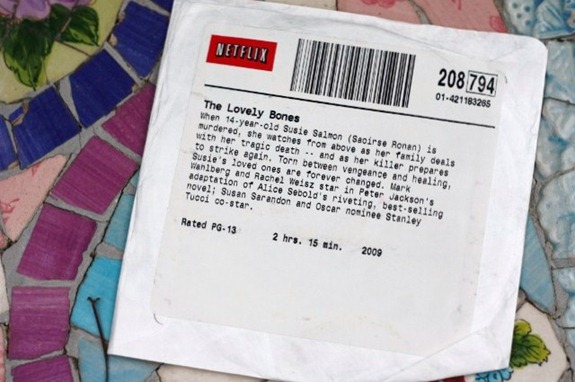 NETFLIX
208 794
01-421183265
The Lovely Bones
When 14-year-old Susie Salmon (Saoirse Ronan) is
murdered, she watches from above as her family deals
with her tragic death -- and as her killer prepares
to strike again. Torn between vengeance and healing,
Susie's loved ones are forever changed. Mark
Wahlberg and Rachel Weisz star in Peter Jackson's
adaptation of Alice Sebold's riveting, best-selling
novel; Susan Sarandon and Oscar nominee Stanley
Tucci co-star.
Rated PG-13 2 hrs. 15 min. 2009